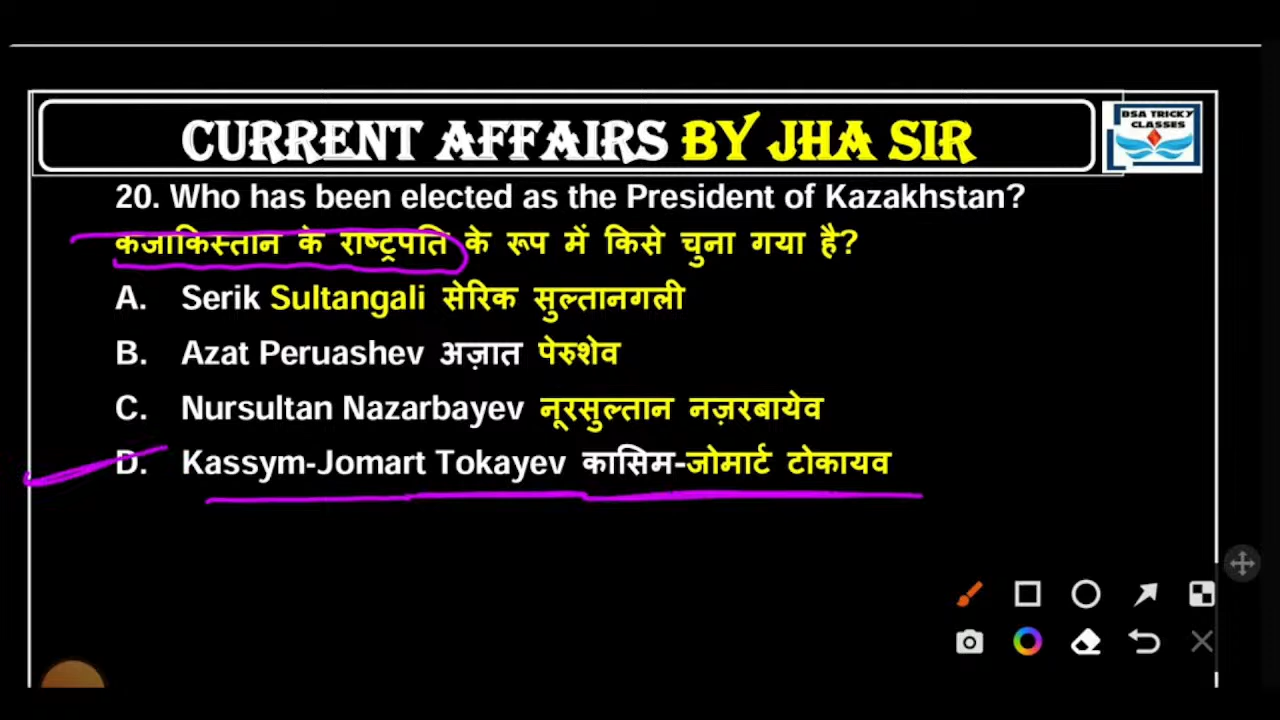 CURRENT AFFAIRS BY JHA SIR
DSA TRICKY
CLASSES
20. Who has been elected as the President of Kazakhstan?
कजाकिस्तान के राष्ट्रपति के रूप में किसे चुना गया है?
A. Serik Sultangali सेरिक सुल्तानगली
B. Azat Peruashev अज़ात पेरुशेव
C. Nursultan Nazarbayev नूरसुल्तान नज़रबायेव
D. Kassym-Jomart Tokayev कासिम-जोमार्ट टोकायव